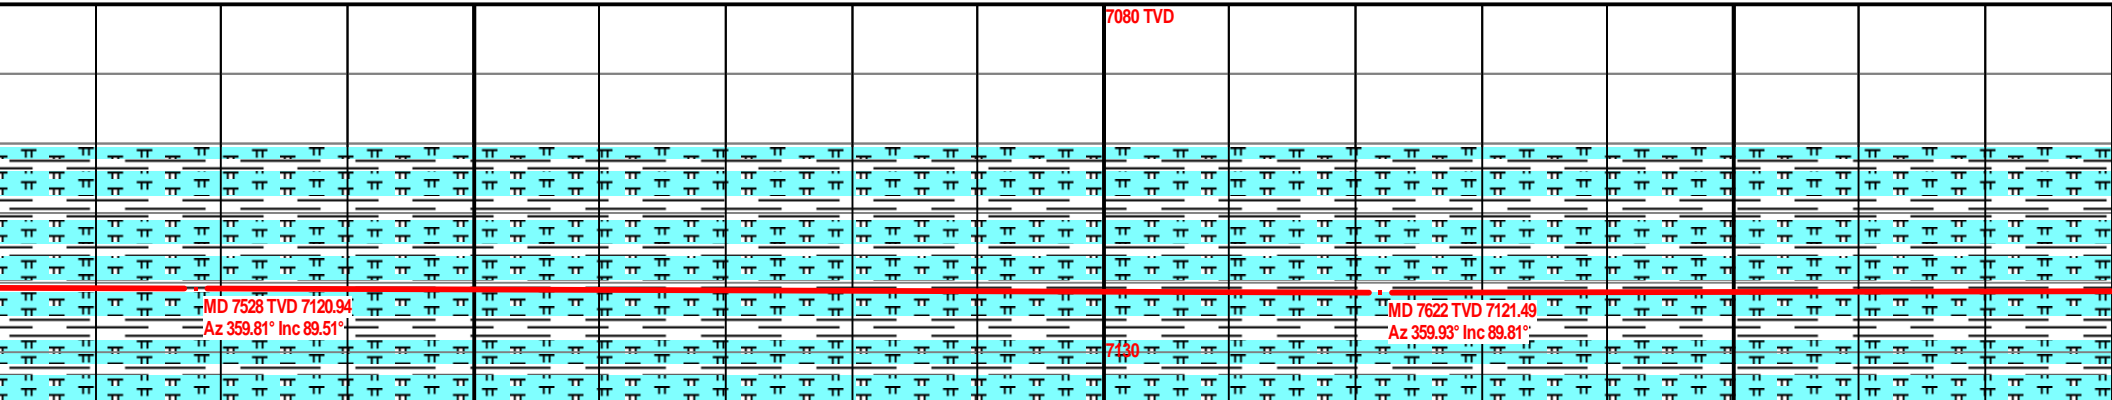 7080 TVD
MD 7528 TVD 7120.94
Az 359.81° Inc 89.51°
MD 7622 TVD 7121.49
Az 359.93° Inc 89.81°
7130